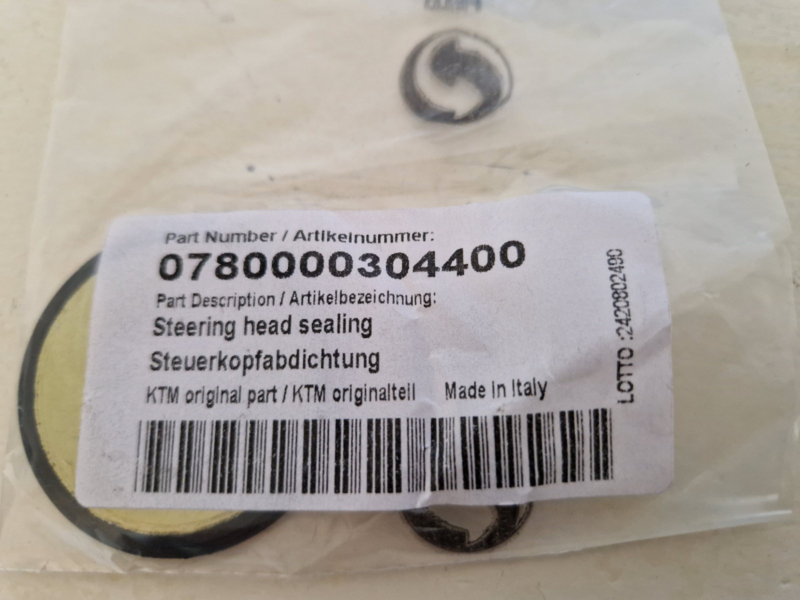 Part Number / Artikelnummer:
0780000304400
Part Description / Artikelbezeichnung:
Steering head sealing
Steuerkopfabdichtung
KTM original part / KTM originalteil Made in Italy
LOTTO :2420802490